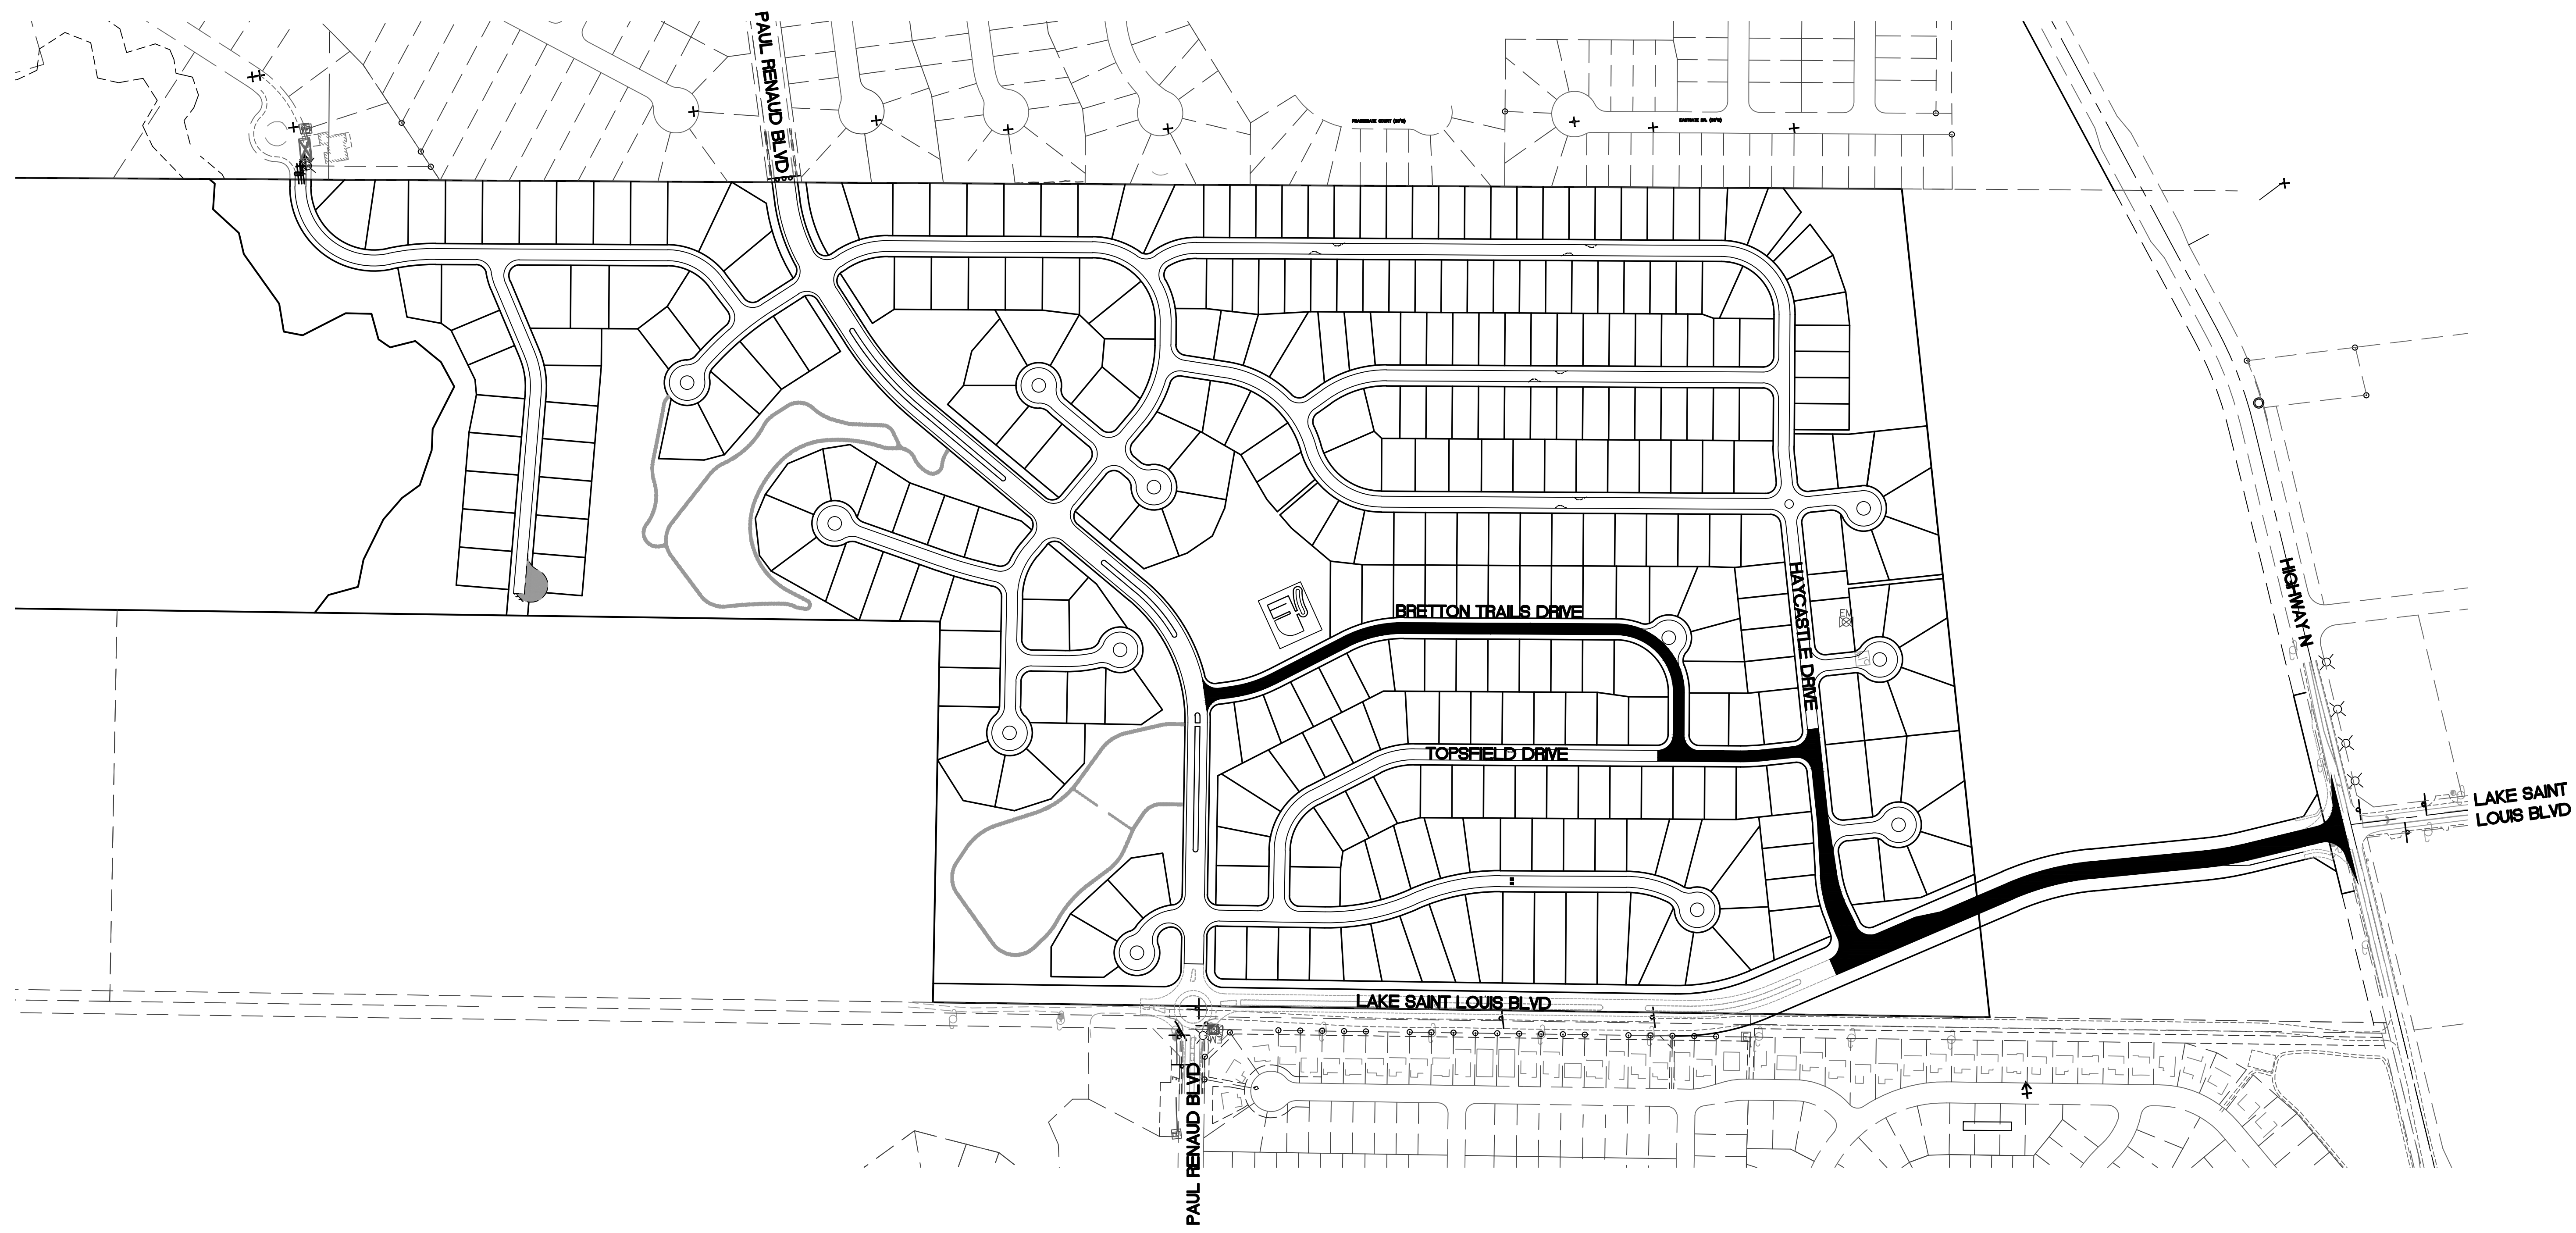 PAUL RENAUD BLVD
HIGHWAY N
HAYCASTLE DRIVE
BRETTON TRAILS DRIVE
TOPSFIELD DRIVE
LAKE SAINT
LOUIS BLVD
LAKE SAINT LOUIS BLVD
PAUL RENAUD BLVD